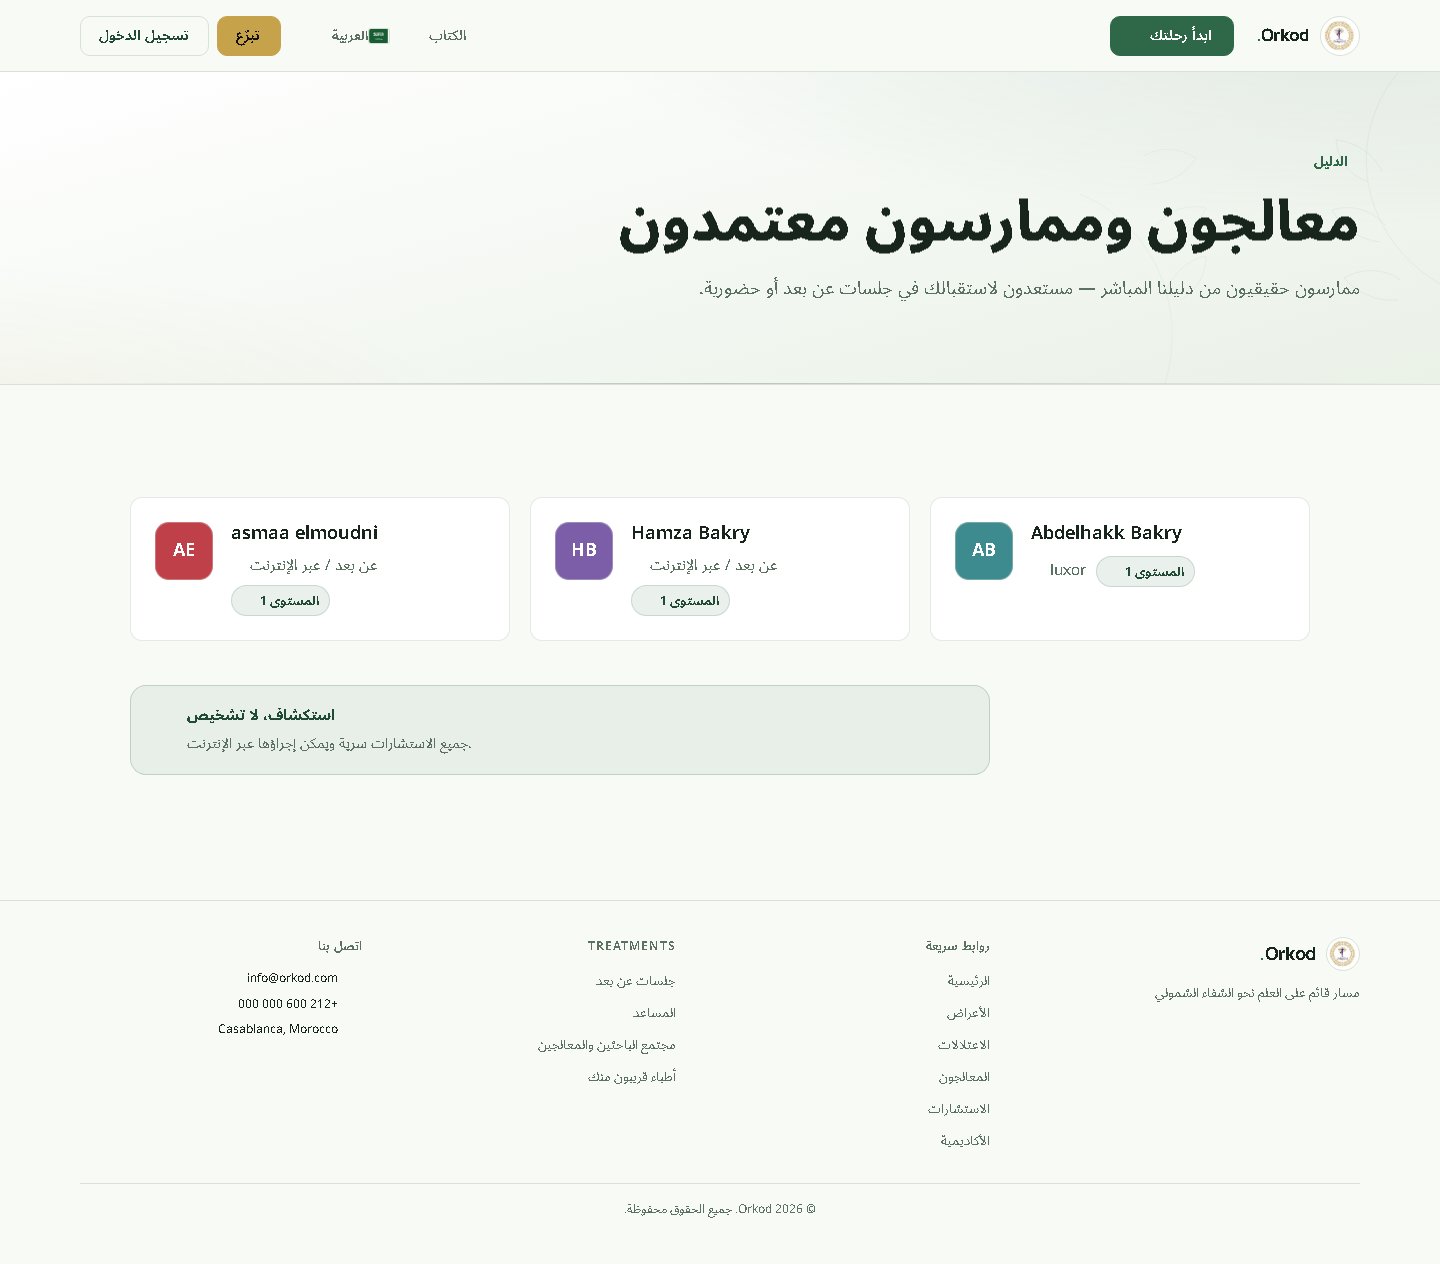 Orkod.
ابدأ رحلتك
الكتاب
العربية
تبرّع
تسجيل الدخول
الدليل
معالجون وممارسون معتمدون
ممارسون حقيقيون من دليلنا المباشر — مستعدون لاستقبالك في جلسات عن بعد أو حضورية.
AB
Abdelhakk Bakry
luxor
المستوى 1
HB
Hamza Bakry
عن بعد / عبر الإنترنت
المستوى 1
AE
asmaa elmoudni
عن بعد / عبر الإنترنت
المستوى 1
استكشاف، لا تشخيص
جميع الاستشارات سرية ويمكن إجراؤها عبر الإنترنت.
Orkod.
مسار قائم على العلم نحو الشفاء الشمولي
روابط سريعة
الرئيسية
الأعراض
الاعتلالات
المعالجون
الاستشارات
الأكاديمية
TREATMENTS
جلسات عن بعد
المساعد
مجتمع الباحثين والمعالجين
أطباء قريبون منك
اتصل بنا
info@orkod.com
000 000 600 212+
Casablanca, Morocco
© 2026 Orkod. جميع الحقوق محفوظة.